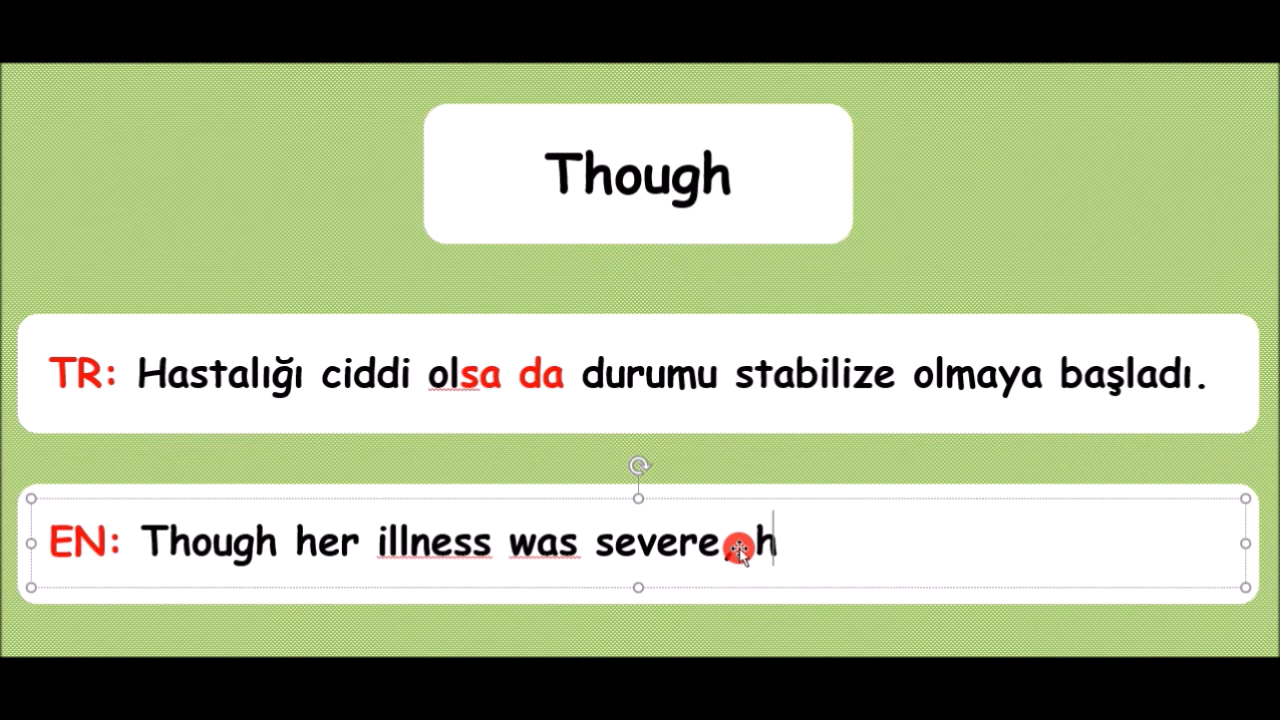 Though
TR: Hastalığı ciddi olsa da durumu stabilize olmaya başladı.
EN: Though her illness was severe, h